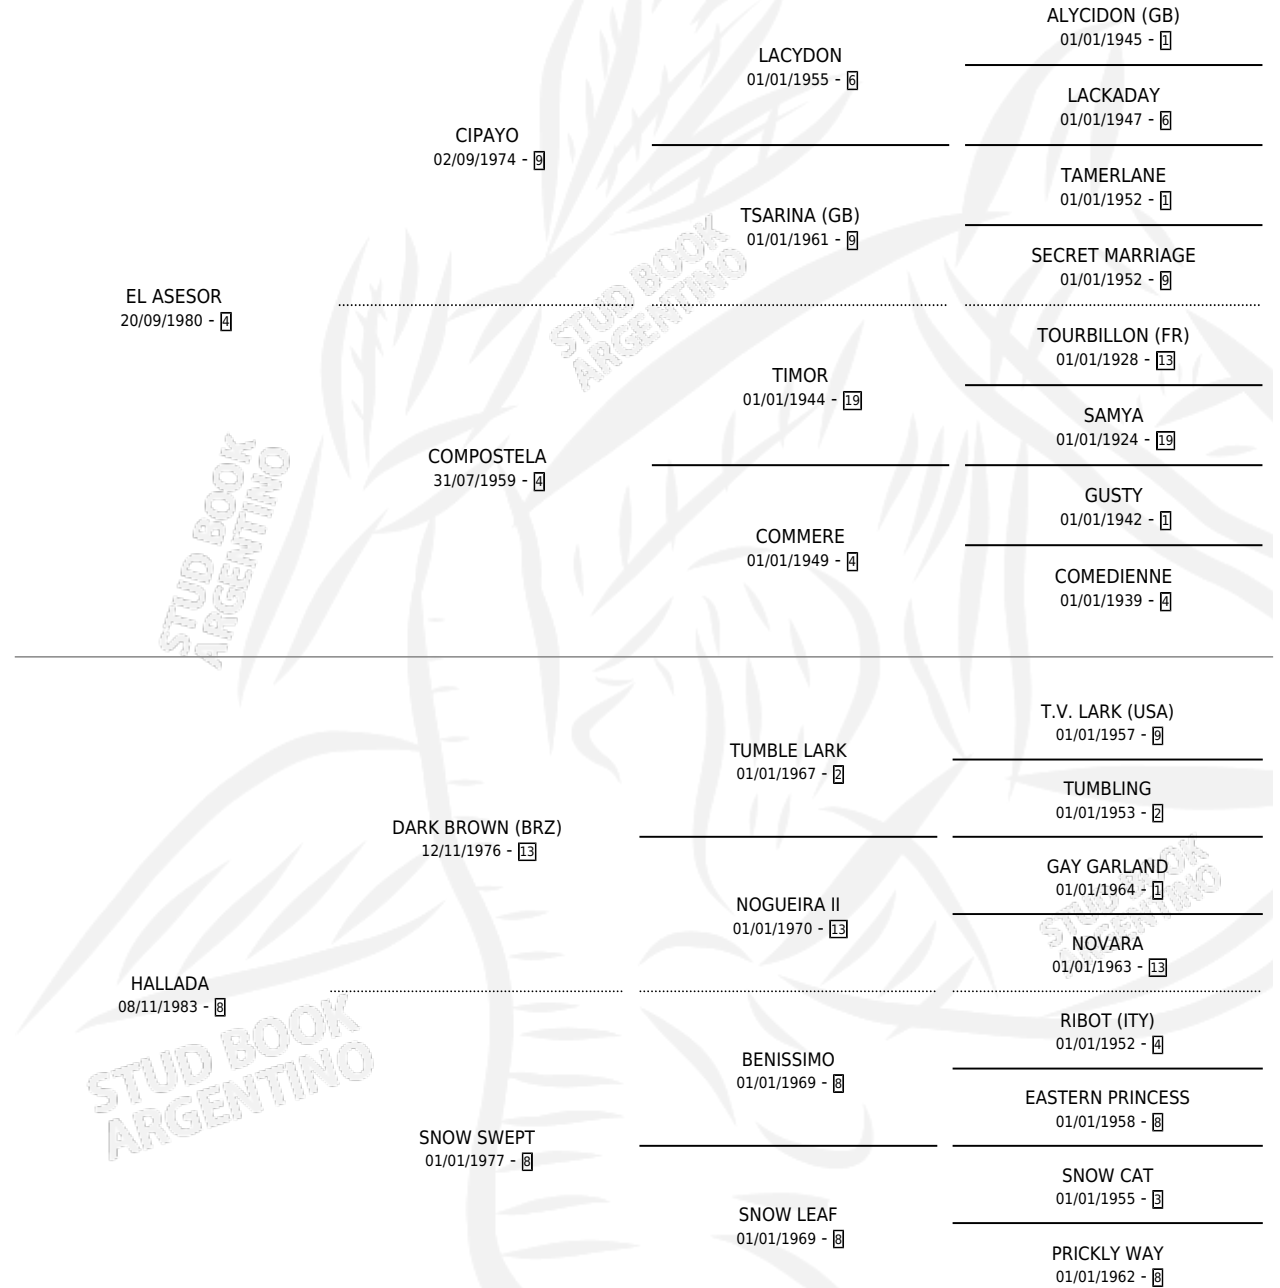 ALYCIDON (GB)
01/01/1945 - 1
LACYDON
01/01/1955 - 6
LACKADAY
01/01/1947 - 6
CIPAYO
02/09/1974 - 9
TAMERLANE
01/01/1952 - 1
TSARINA (GB)
01/01/1961 - 9
SECRET MARRIAGE
01/01/1952 - 9
EL ASESOR
20/09/1980 - 4
TOURBILLON (FR)
01/01/1928 - 13
TIMOR
01/01/1944 - 19
SAMYA
01/01/1924 - 19
COMPOSTELA
31/07/1959 - 4
GUSTY
01/01/1942 - 1
COMMERE
01/01/1949 - 4
COMEDIENNE
01/01/1939 - 4
T.V. LARK (USA)
01/01/1957 - 9
TUMBLE LARK
01/01/1967 - 2
TUMBLING
01/01/1953 - 2
DARK BROWN (BRZ)
12/11/1976 - 13
GAY GARLAND
01/01/1964 - 1
NOGUEIRA II
01/01/1970 - 13
NOVARA
01/01/1963 - 13
HALLADA
08/11/1983 - 8
RIBOT (ITY)
01/01/1952 - 4
BENISSIMO
01/01/1969 - 8
EASTERN PRINCESS
01/01/1958 - 8
SNOW SWEPT
01/01/1977 - 8
SNOW CAT
01/01/1955 - 3
SNOW LEAF
01/01/1969 - 8
PRICKLY WAY
01/01/1962 - 8
STUD BOOK
ARGENTINO
STUD BOOK
ARGENTINO
STUD BOOK
ARGENTINO
STUD BOOK
ARGENTINO